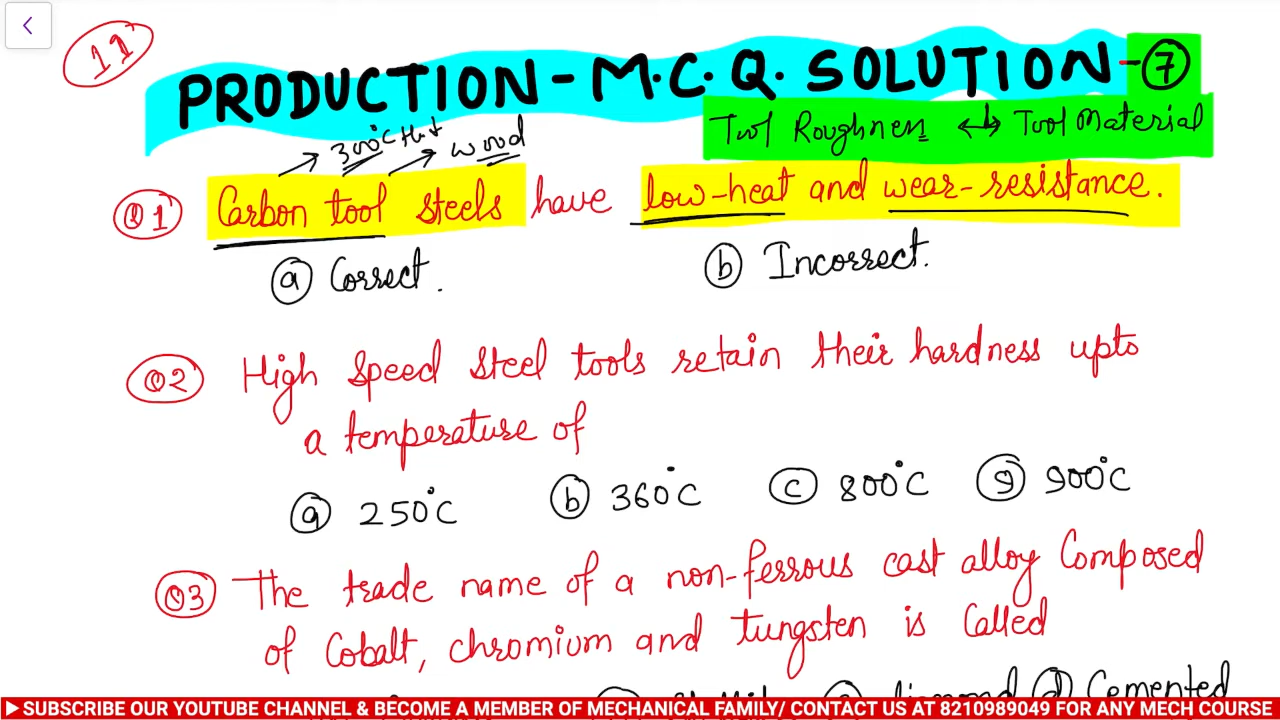 11
PRODUCTION - M.C.Q. SOLUTION - 7
Tool Roughness ↔ Tool Material
300°C Hot wood
Q1 Carbon tool steels have low-heat and wear-resistance.
a Correct. b Incorrect.
Q2 High Speed Steel tools retain their hardness upto
a temperature of
a 250°C b 360°C c 800°C g 900°C
Q3 The trade name of a non-ferrous cast alloy Composed
of Cobalt, chromium and tungsten is Called
diamond d Cemented
▶ SUBSCRIBE OUR YOUTUBE CHANNEL & BECOME A MEMBER OF MECHANICAL FAMILY/ CONTACT US AT 8210989049 FOR ANY MECH COURSE